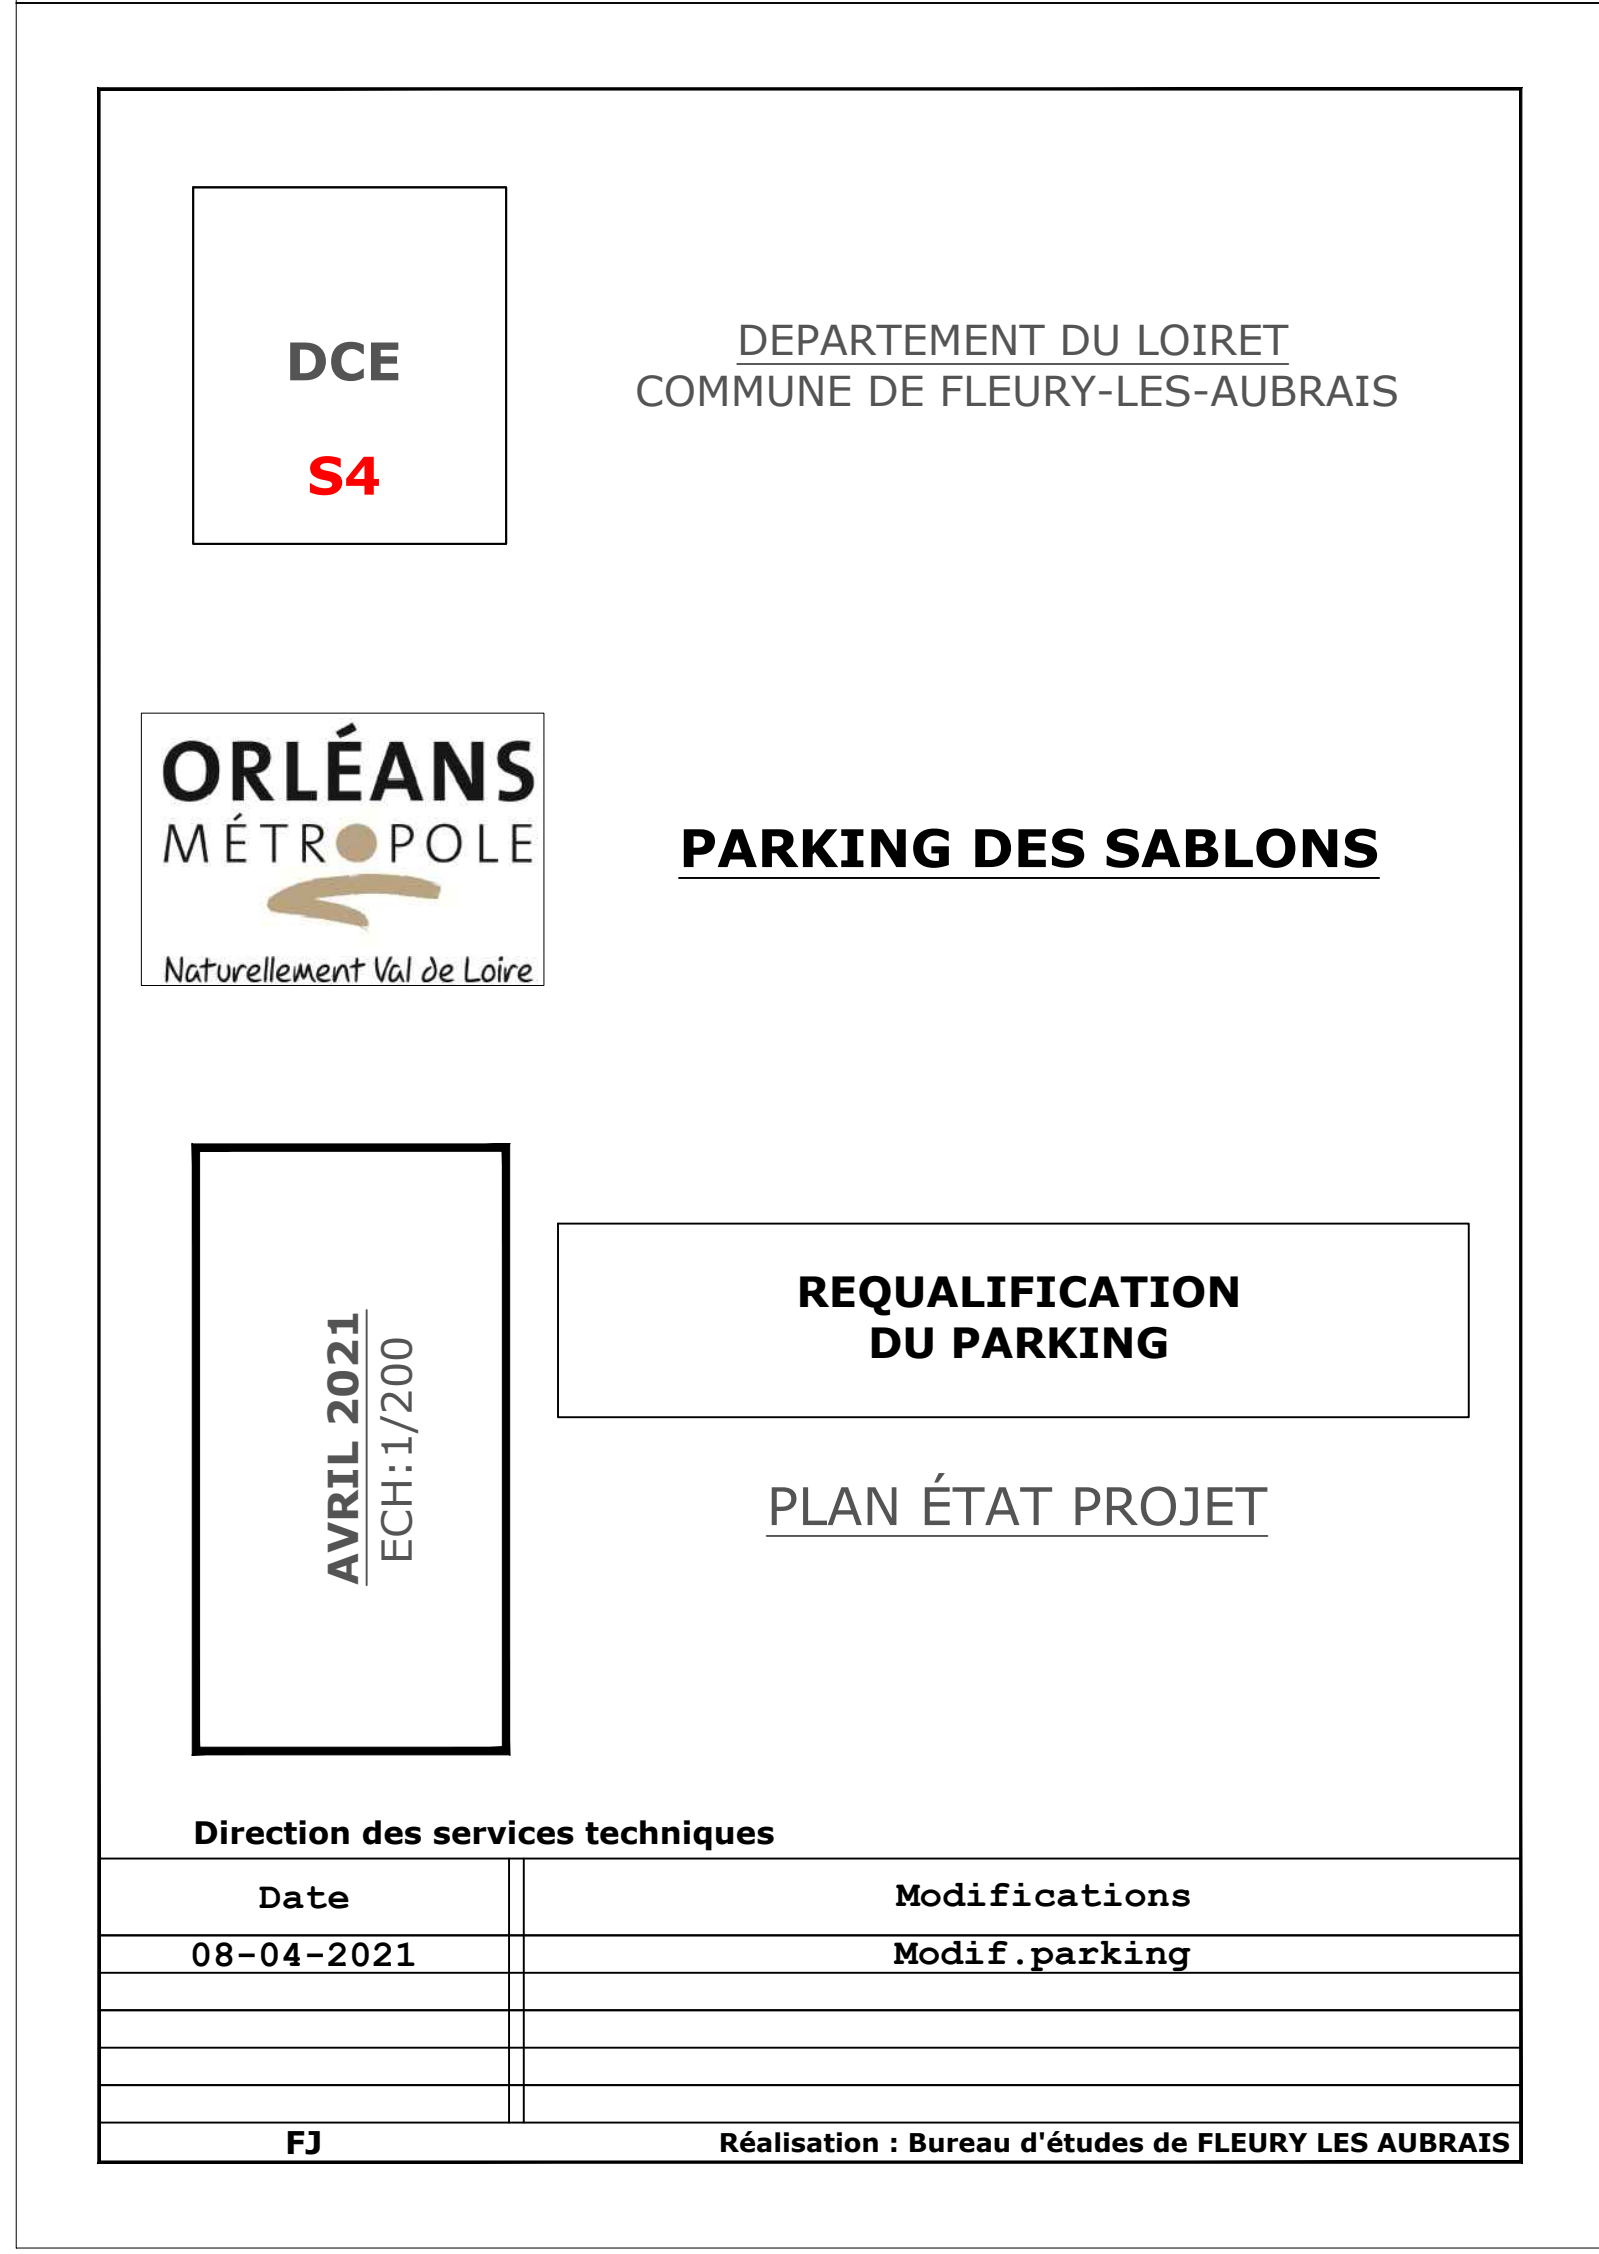 DCE
S4
DEPARTEMENT DU LOIRET
COMMUNE DE FLEURY-LES-AUBRAIS
ORLÉANS
MÉTROPOLE
Naturellement Val de Loire
PARKING DES SABLONS
AVRIL 2021
ECH:1/200
REQUALIFICATION
DU PARKING
PLAN ÉTAT PROJET
Direction des services techniques
Date Modifications
08-04-2021 Modif.parking
FJ Réalisation : Bureau d'études de FLEURY LES AUBRAIS